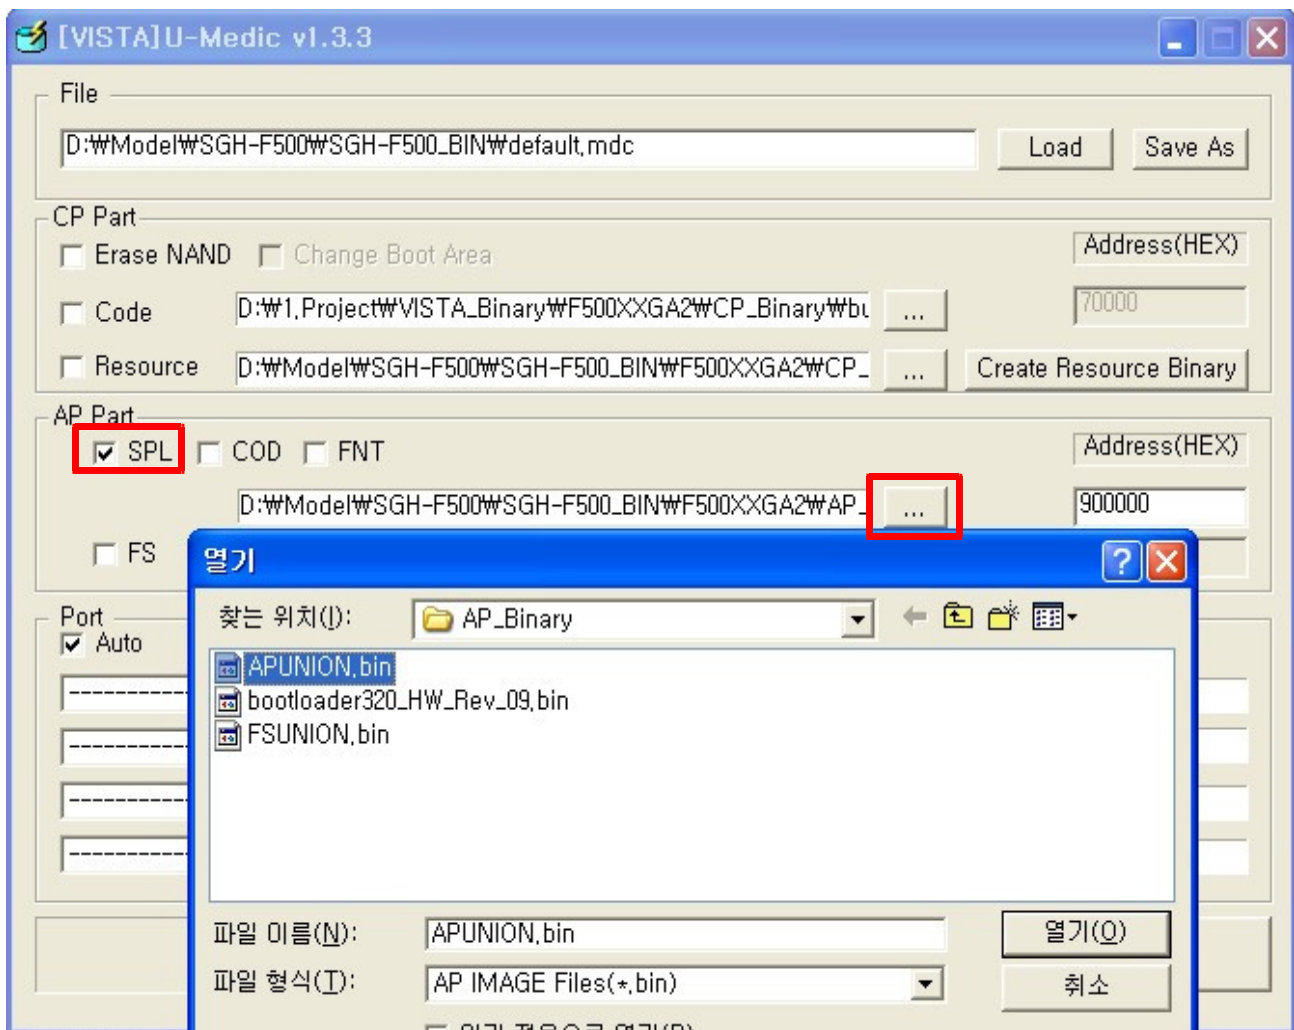 [VISTA]U-Medic v1.3.3
File
D:₩Model₩SGH-F500₩SGH-F500_BIN₩default.mdc
Load
Save As
CP Part
Erase NAND
Change Boot Area
Address(HEX)
Code
D:₩1.Project₩VISTA_Binary₩F500XXGA2₩CP_Binary₩bu
...
70000
Resource
D:₩Model₩SGH-F500₩SGH-F500_BIN₩F500XXGA2₩CP_
...
Create Resource Binary
AP Part
SPL
COD
FNT
Address(HEX)
D:₩Model₩SGH-F500₩SGH-F500_BIN₩F500XXGA2₩AP_
...
900000
FS
열기
Port
Auto
찾는 위치(I):
AP_Binary
APUNION.bin
bootloader320_HW_Rev_09.bin
FSUNION.bin
파일 이름(N):
APUNION.bin
열기(O)
파일 형식(T):
AP IMAGE Files(*.bin)
취소